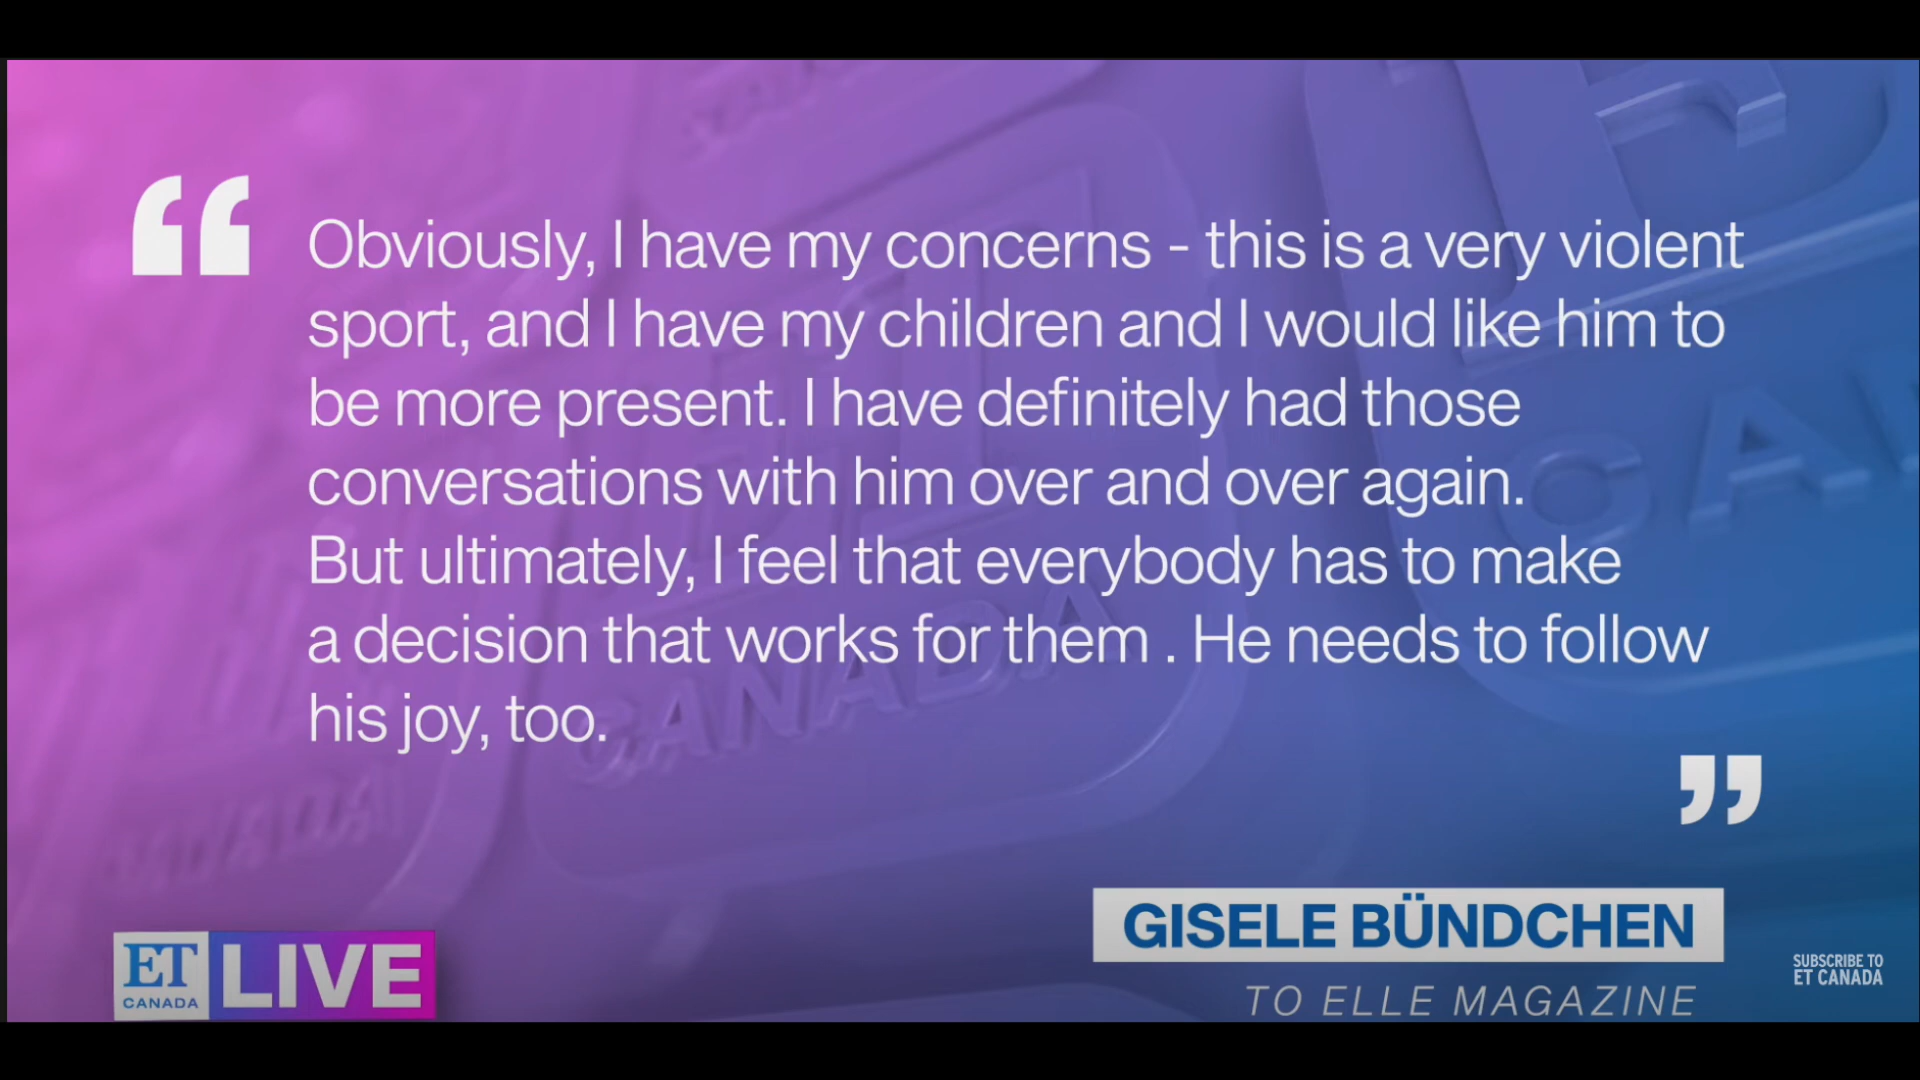 “
Obviously, I have my concerns - this is a very violent
sport, and I have my children and I would like him to
be more present. I have definitely had those
conversations with him over and over again.
But ultimately, I feel that everybody has to make
a decision that works for them . He needs to follow
his joy, too.
”
GISELE BÜNDCHEN
TO ELLE MAGAZINE
ET
CANADA
LIVE
SUBSCRIBE TO
ET CANADA
CANADA
CANADA